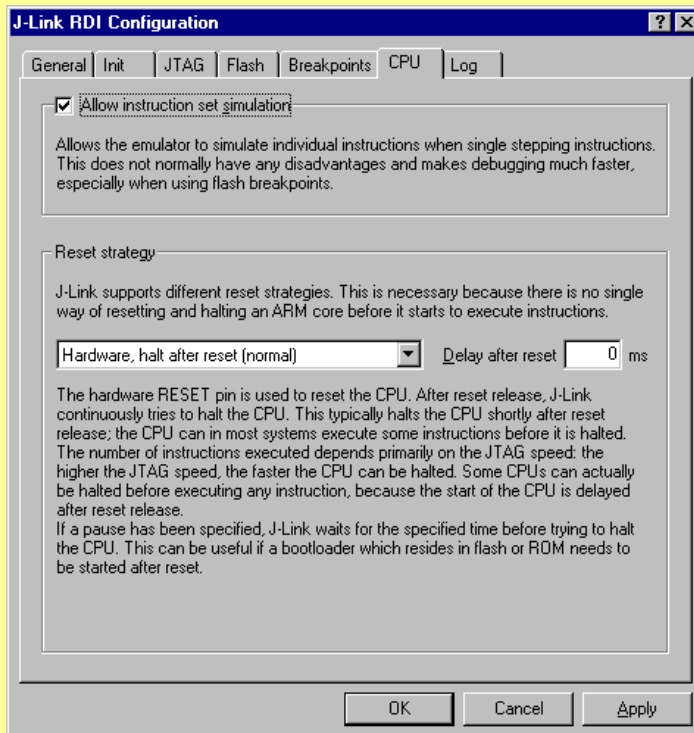 J-Link RDI Configuration
General Init JTAG Flash Breakpoints CPU Log
Allow instruction set simulation
Allows the emulator to simulate individual instructions when single stepping instructions.
This does not normally have any disadvantages and makes debugging much faster,
especially when using flash breakpoints.
Reset strategy
J-Link supports different reset strategies. This is necessary because there is no single
way of resetting and halting an ARM core before it starts to execute instructions.
Hardware, halt after reset (normal) Delay after reset 0 ms
The hardware RESET pin is used to reset the CPU. After reset release, J-Link
continuously tries to halt the CPU. This typically halts the CPU shortly after reset
release; the CPU can in most systems execute some instructions before it is halted.
The number of instructions executed depends primarily on the JTAG speed: the
higher the JTAG speed, the faster the CPU can be halted. Some CPUs can actually
be halted before executing any instruction, because the start of the CPU is delayed
after reset release.
If a pause has been specified, J-Link waits for the specified time before trying to halt
the CPU. This can be useful if a bootloader which resides in flash or ROM needs to
be started after reset.
OK Cancel Apply